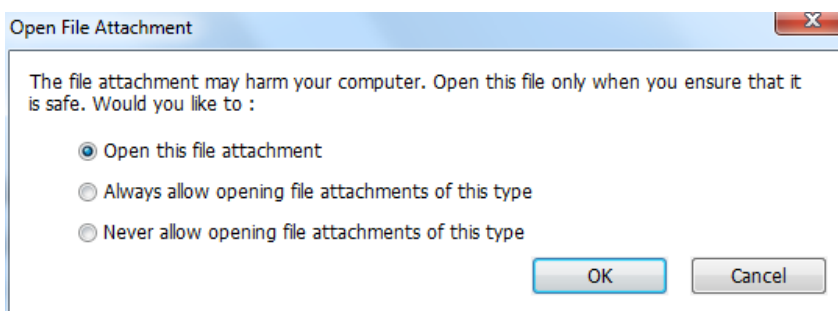 Open File Attachment
The file attachment may harm your computer. Open this file only when you ensure that it
is safe. Would you like to :
Open this file attachment
Always allow opening file attachments of this type
Never allow opening file attachments of this type
OK Cancel